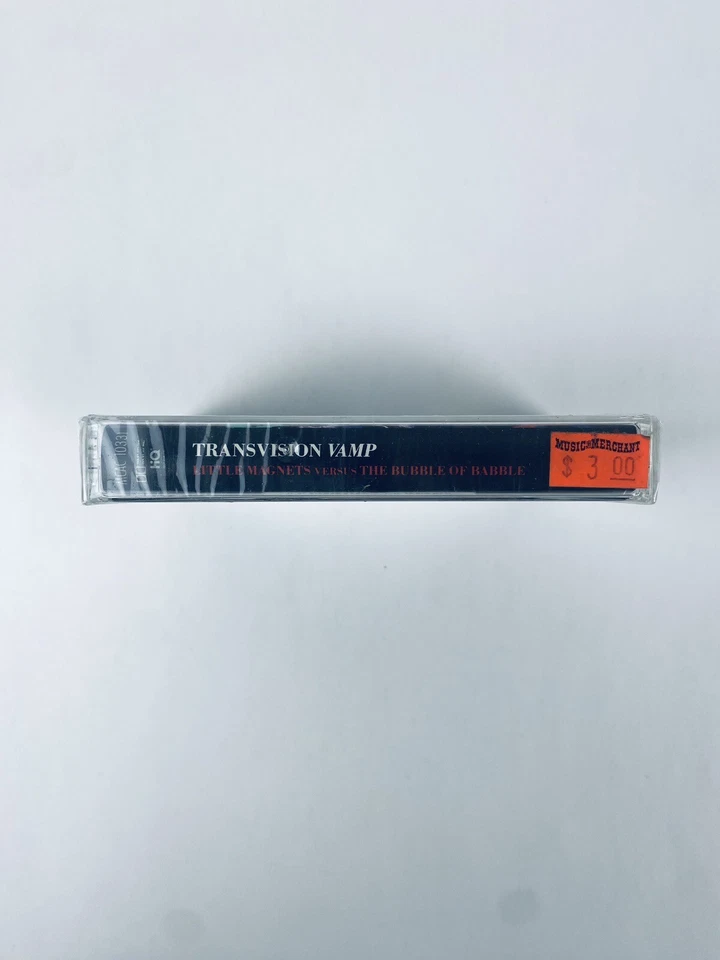 TRANSVISION VAMP
LITTLE MAGNETS VERSUS THE BUBBLE OF BABBLE
MUSIC MERCHANT
$ 3 00